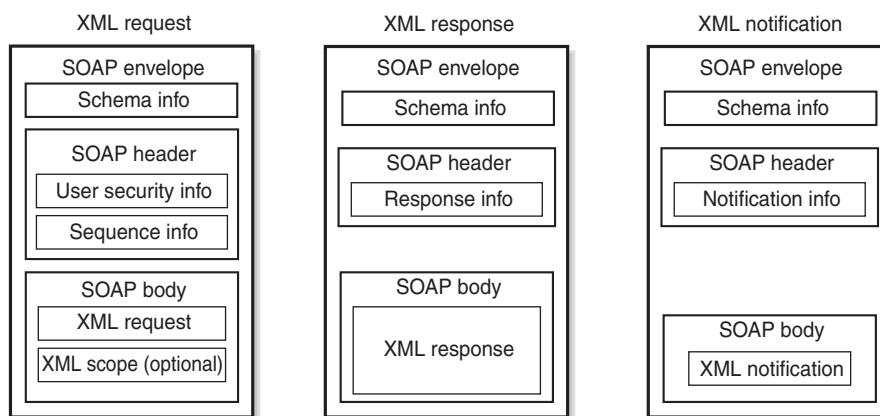 XML request
SOAP envelope
Schema info
SOAP header
User security info
Sequence info
SOAP body
XML request
XML scope (optional)
XML response
SOAP envelope
Schema info
SOAP header
Response info
SOAP body
XML response
XML notification
SOAP envelope
Schema info
SOAP header
Notification info
SOAP body
XML notification